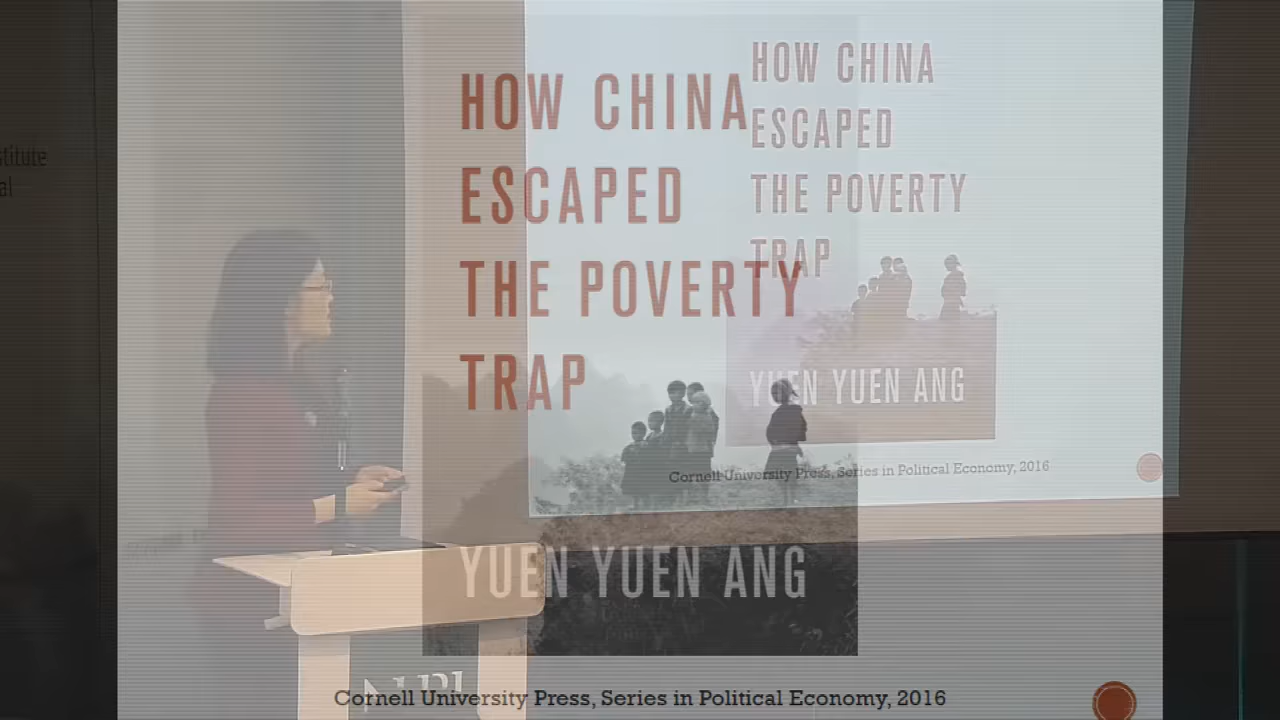 HOW CHINA
ESCAPED
THE POVERTY
TRAP
YUEN YUEN ANG
Cornell University Press, Series in Political Economy, 2016
HOW CHINA
ESCAPED
THE POVERTY
TRAP
YUEN YUEN ANG
Cornell University Press, Series in Political Economy, 2016